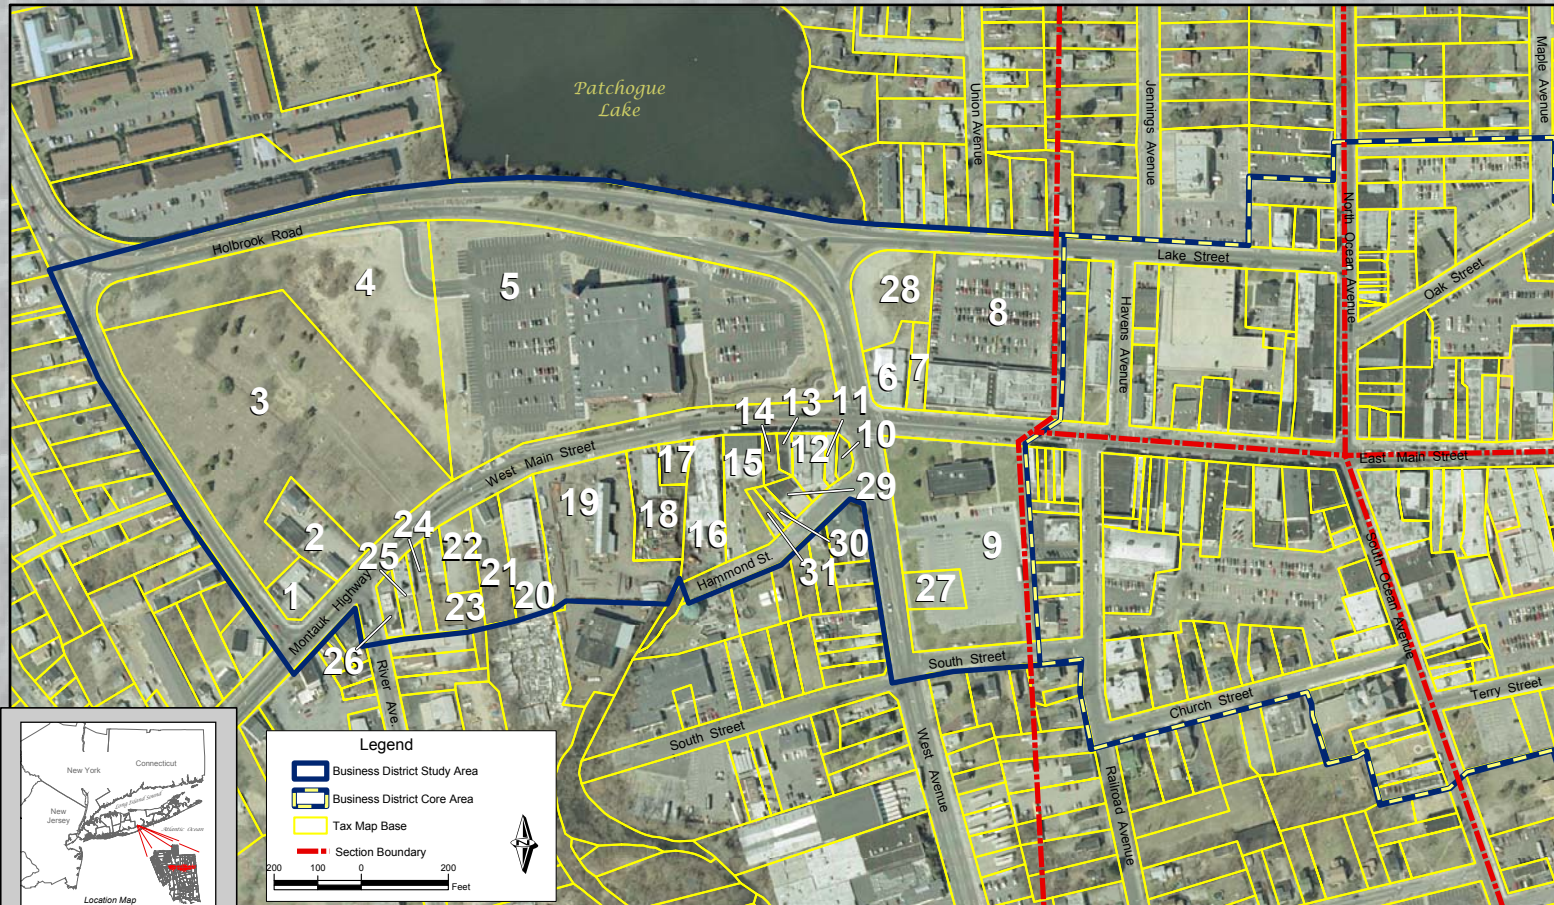 Patchogue
Lake
Union Avenue
Jennings Avenue
Maple Avenue
North Ocean Avenue
Holbrook Road
Lake Street
Oak Street
Havens Avenue
4
5
28
8
3
6
7
14
13
11
12
10
West Main Street
East Main Street
17
15
29
19
18
16
30
31
9
24
22
25
2
21
20
23
1
27
Hammond St.
Montauk Highway
26
River Ave.
South Street
South Ocean Avenue
Church Street
Terry Street
South Street
West Avenue
Railroad Avenue
Legend
Business District Study Area
Business District Core Area
Tax Map Base
Section Boundary
200 100 0 200
Feet
N
New York
Connecticut
Long Island Sound
New
Jersey
Atlantic Ocean
Location Map